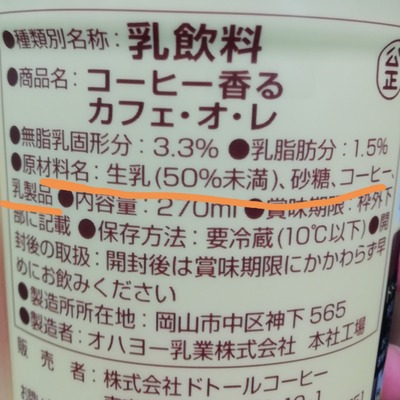 ●種類別名称：乳飲料
公正
●商品名：コーヒー香る
カフェ・オ・レ
●無脂乳固形分：3.3% ●乳脂肪分：1.5%
●原材料名：生乳(50%未満)、砂糖、コーヒー、
乳製品 ●内容量：270ml ●賞味期限：枠外下
部に記載 ●保存方法：要冷蔵(10℃以下) ●開
封後の取扱：開封後は賞味期限にかかわらず早
めにお飲みください
●製造所所在地：岡山市中区神下565
●製造者：オハヨー乳業株式会社 本社工場
販売者：株式会社ドトールコーヒー